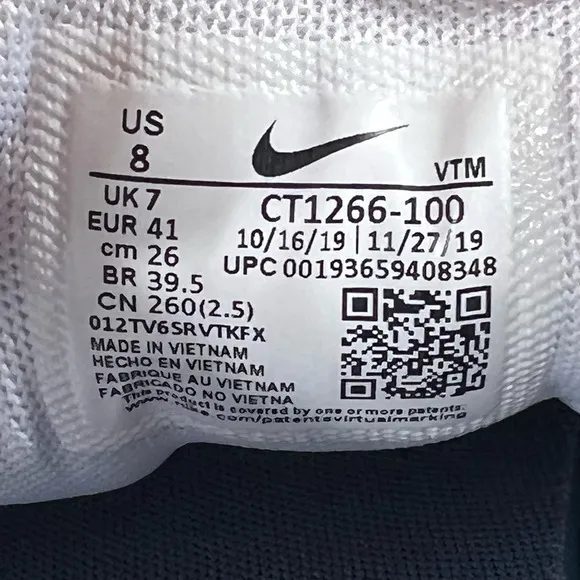 US
8
VTM
UK 7
EUR 41
cm 26
BR 39.5
CN 260(2.5)
012TV6SRVTKFX
MADE IN VIETNAM
HECHO EN VIETNAM
FABRIQUE AU VIETNAM
FABRICADO NO VIETNA
This product is covered by one or more patents.
www.nike.com/patentsvirtualmarking
CT1266-100
10/16/19 | 11/27/19
UPC 00193659408348